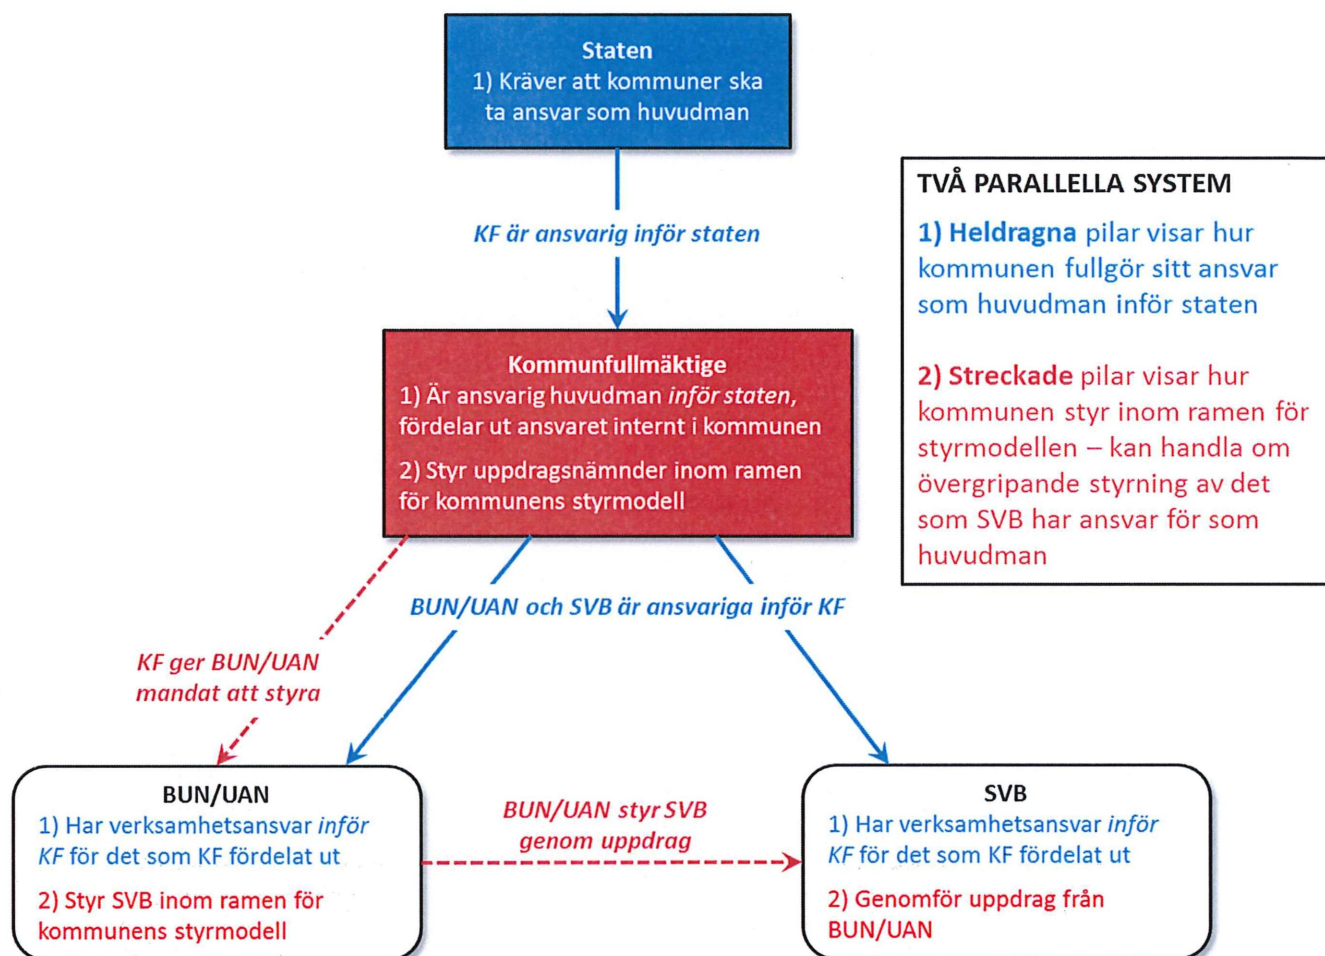 Staten
1) Kräver att kommuner ska
ta ansvar som huvudman
KF är ansvarig inför staten
TVÅ PARALLELLA SYSTEM
1) Heldragna pilar visar hur
kommunen fullgör sitt ansvar
som huvudman inför staten
2) Streckade pilar visar hur
kommunen styr inom ramen för
styrmodellen – kan handla om
övergripande styrning av det
som SVB har ansvar för som
huvudman
Kommunfullmäktige
1) Är ansvarig huvudman inför staten,
fördelar ut ansvaret internt i kommunen
2) Styr uppdragsnämnder inom ramen
för kommunens styrmodell
BUN/UAN och SVB är ansvariga inför KF
KF ger BUN/UAN
mandat att styra
BUN/UAN
1) Har verksamhetsansvar inför
KF för det som KF fördelat ut
2) Styr SVB inom ramen för
kommunens styrmodell
BUN/UAN styr SVB
genom uppdrag
SVB
1) Har verksamhetsansvar inför
KF för det som KF fördelat ut
2) Genomför uppdrag från
BUN/UAN